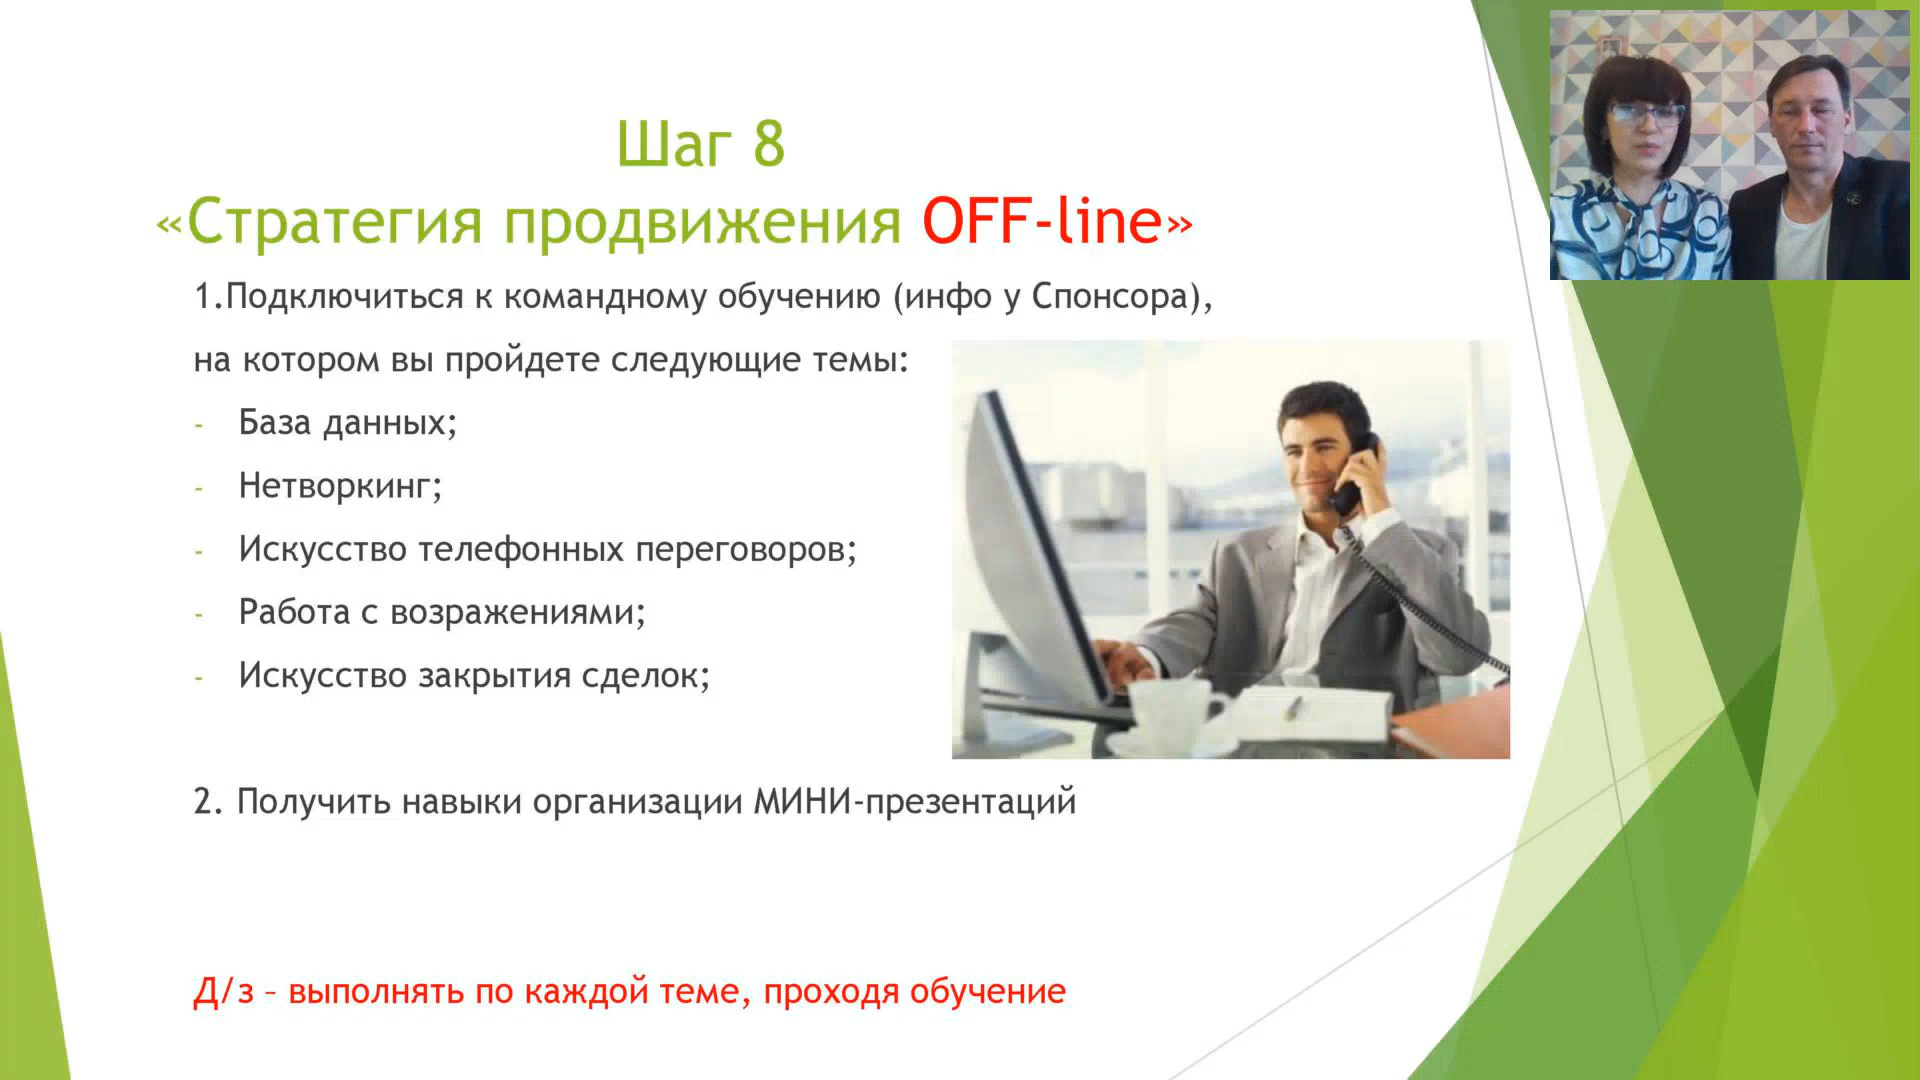 Шаг 8
«Стратегия продвижения OFF-line»
1.Подключиться к командному обучению (инфо у Спонсора),
на котором вы пройдете следующие темы:
- База данных;
- Нетворкинг;
- Искусство телефонных переговоров;
- Работа с возражениями;
- Искусство закрытия сделок;
2. Получить навыки организации МИНИ-презентаций
Д/з – выполнять по каждой теме, проходя обучение